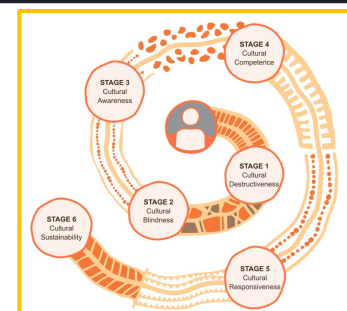 STAGE 1
Cultural
Destructiveness
STAGE 2
Cultural
Blindness
STAGE 3
Cultural
Awareness
STAGE 4
Cultural
Competence
STAGE 5
Cultural
Responsiveness
STAGE 6
Cultural
Sustainability